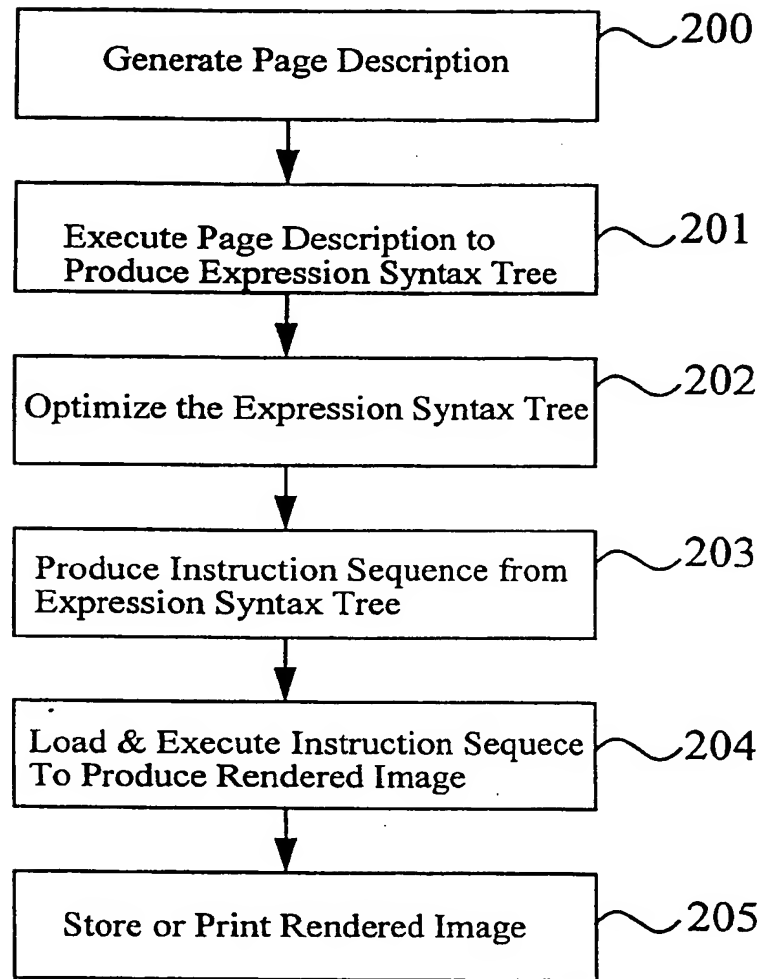 Generate Page Description
200
Execute Page Description to
Produce Expression Syntax Tree
201
Optimize the Expression Syntax Tree
202
Produce Instruction Sequence from
Expression Syntax Tree
203
Load & Execute Instruction Sequece
To Produce Rendered Image
204
Store or Print Rendered Image
205